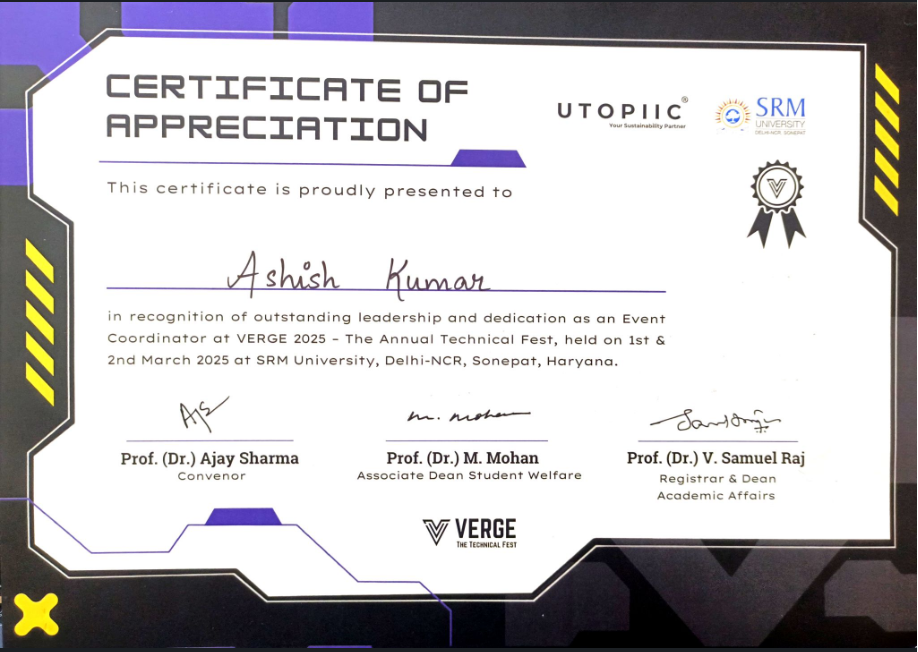 CERTIFICATE OF
APPRECIATION
UTOPIIC®
Your Sustainability Partner
SRM
UNIVERSITY
DELHI-NCR, SONEPAT
This certificate is proudly presented to
Ashish Kumar
in recognition of outstanding leadership and dedication as an Event
Coordinator at VERGE 2025 – The Annual Technical Fest, held on 1st &
2nd March 2025 at SRM University, Delhi-NCR, Sonepat, Haryana.
M. Mohan
Prof. (Dr.) Ajay Sharma
Convenor
Prof. (Dr.) M. Mohan
Associate Dean Student Welfare
Prof. (Dr.) V. Samuel Raj
Registrar & Dean
Academic Affairs
VERGE
THE TECHNICAL FEST